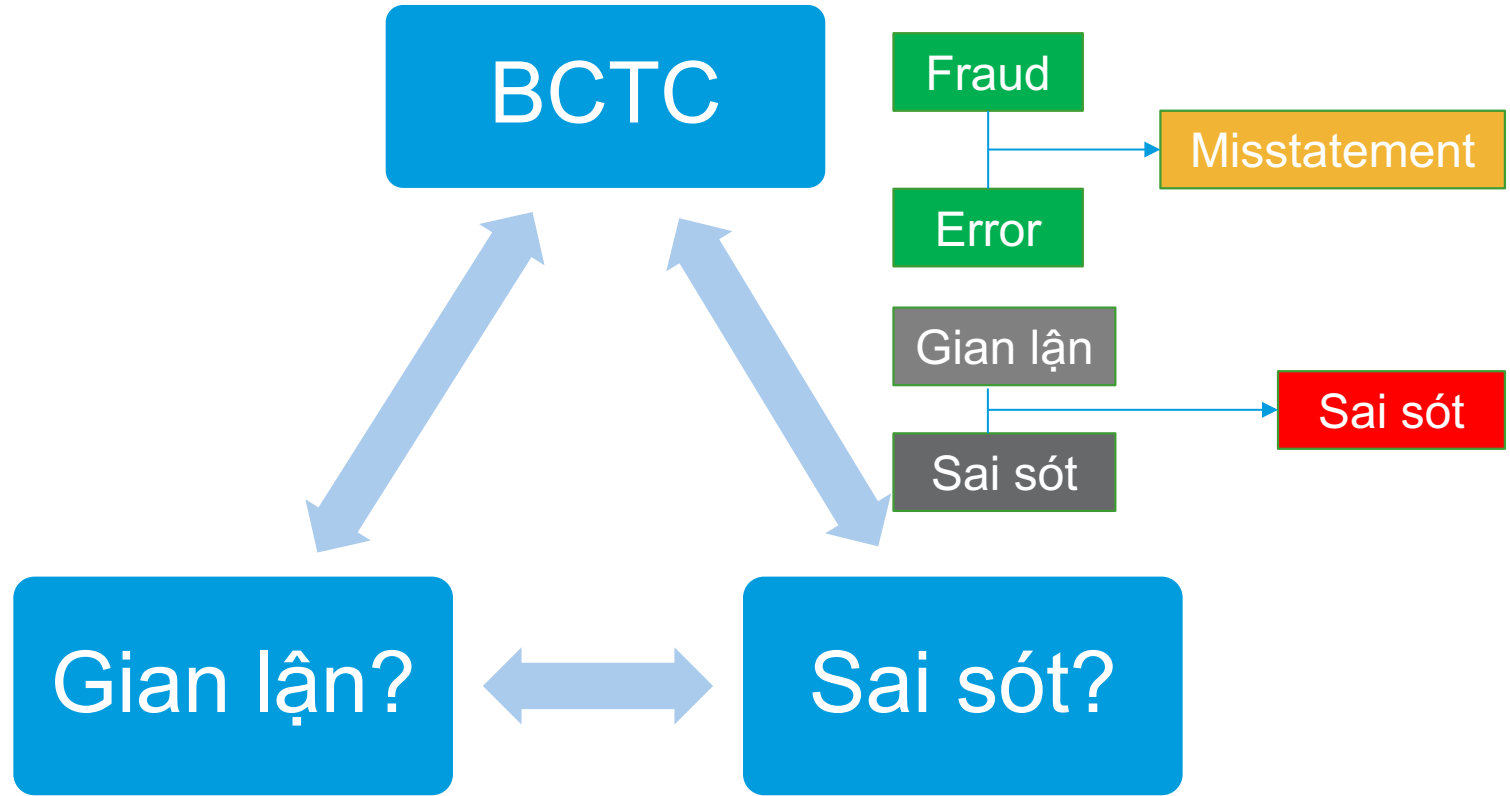 BCTC
Fraud
Misstatement
Error
Gian lận
Sai sót
Sai sót
Gian lận?
Sai sót?